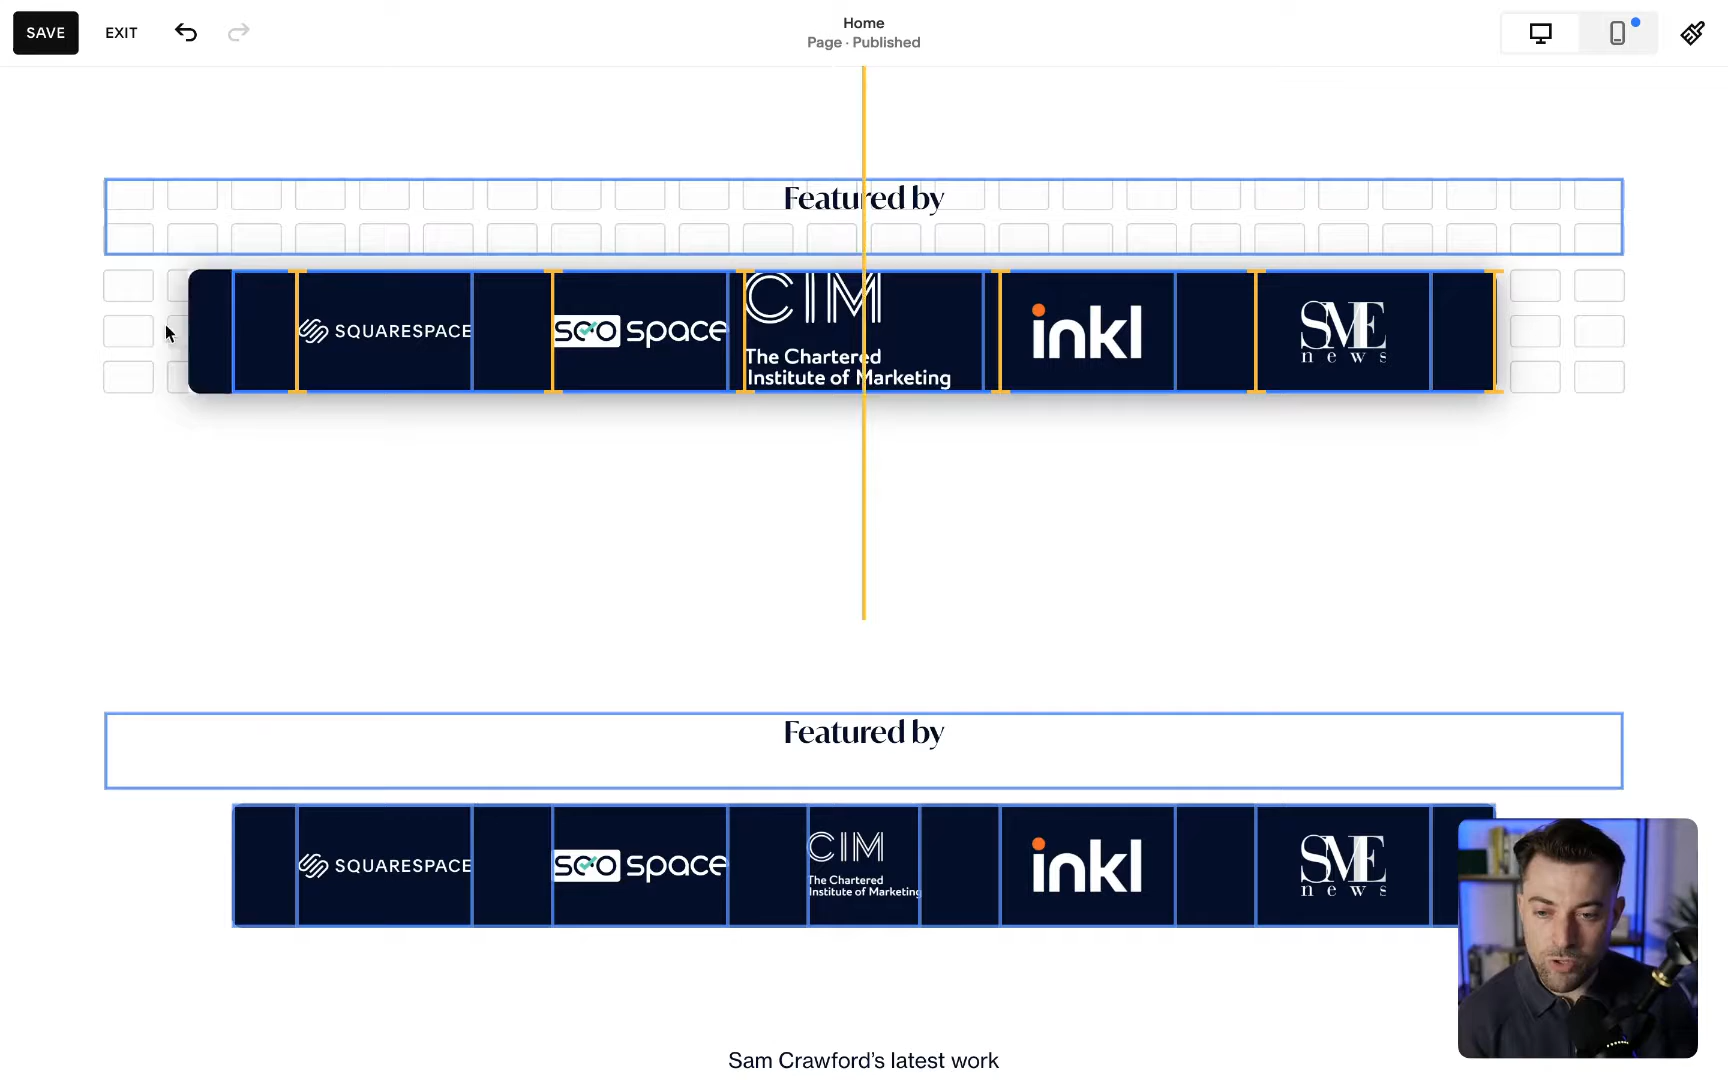 SAVE
EXIT
Home
Page · Published
Featured by
SQUARESPACE
seo space
CIM
The Chartered
Institute of Marketing
inkl
SME
news
Featured by
SQUARESPACE
seo space
CIM
The Chartered
Institute of Marketing
inkl
SME
news
Sam Crawford's latest work